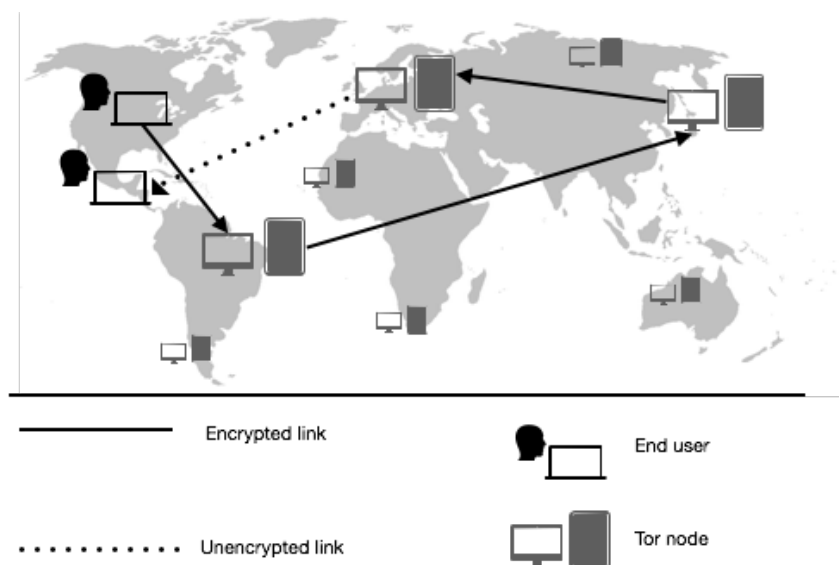 Encrypted link
End user
Unencrypted link
Tor node